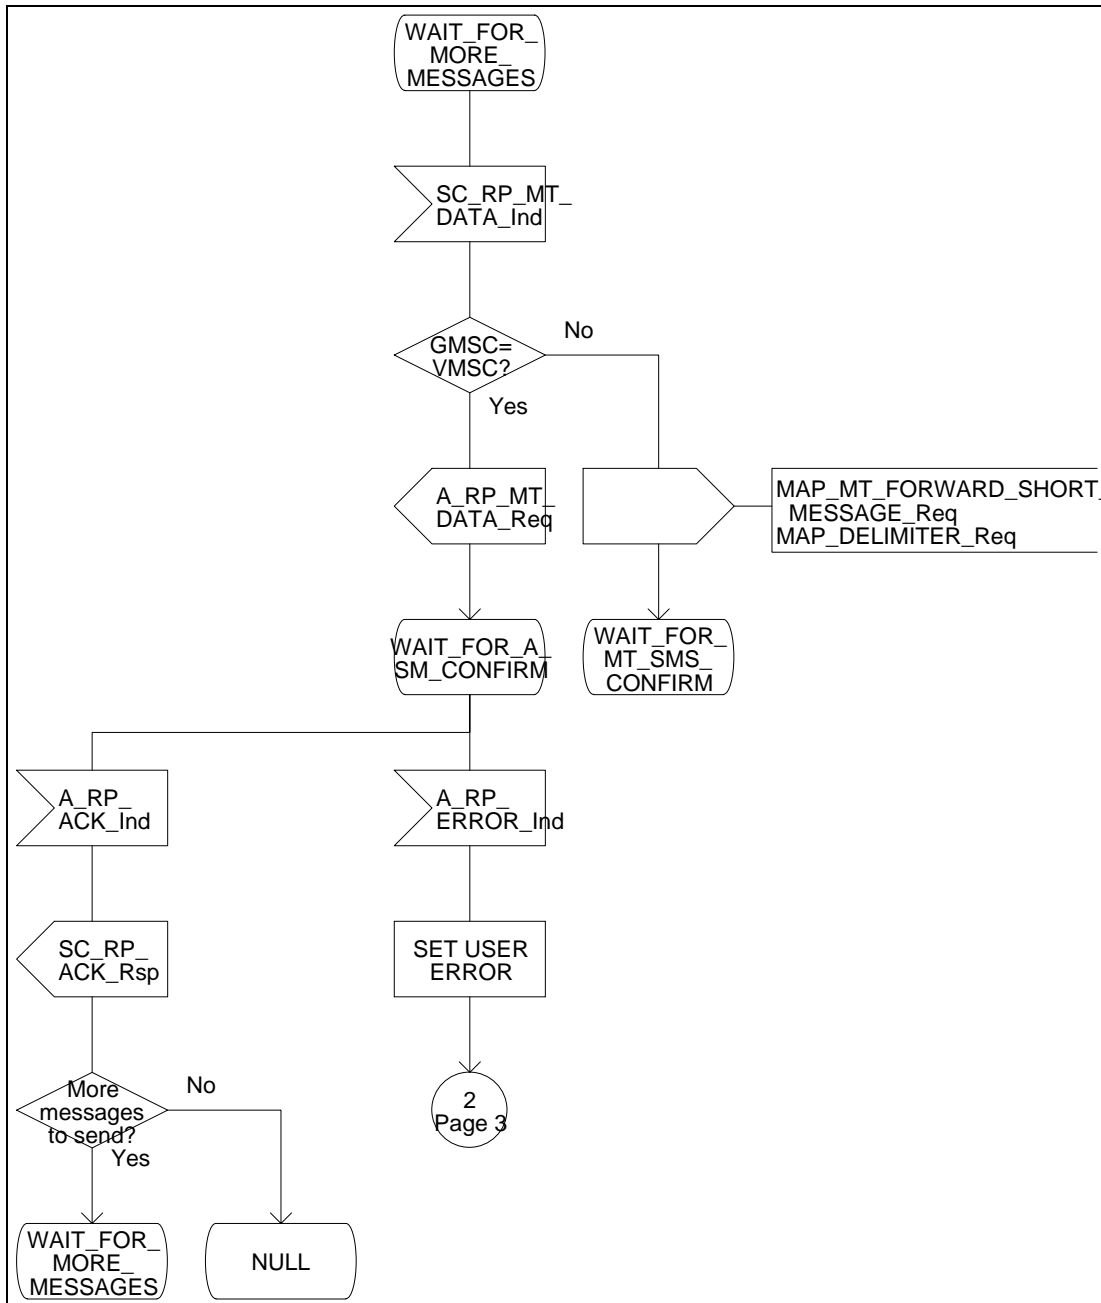 WAIT_FOR_
MORE_
MESSAGES
SC_RP_MT_
DATA_Ind
GMSC=
VMSC?
No
Yes
A_RP_MT_
DATA_Req
MAP_MT_FORWARD_SHORT_
MESSAGE_Req
MAP_DELIMITER_Req
WAIT_FOR_A_
SM_CONFIRM
WAIT_FOR_
MT_SMS_
CONFIRM
A_RP_
ACK_Ind
A_RP_
ERROR_Ind
SC_RP_
ACK_Rsp
SET USER
ERROR
More
messages
to send?
No
Yes
2
Page 3
WAIT_FOR_
MORE_
MESSAGES
NULL